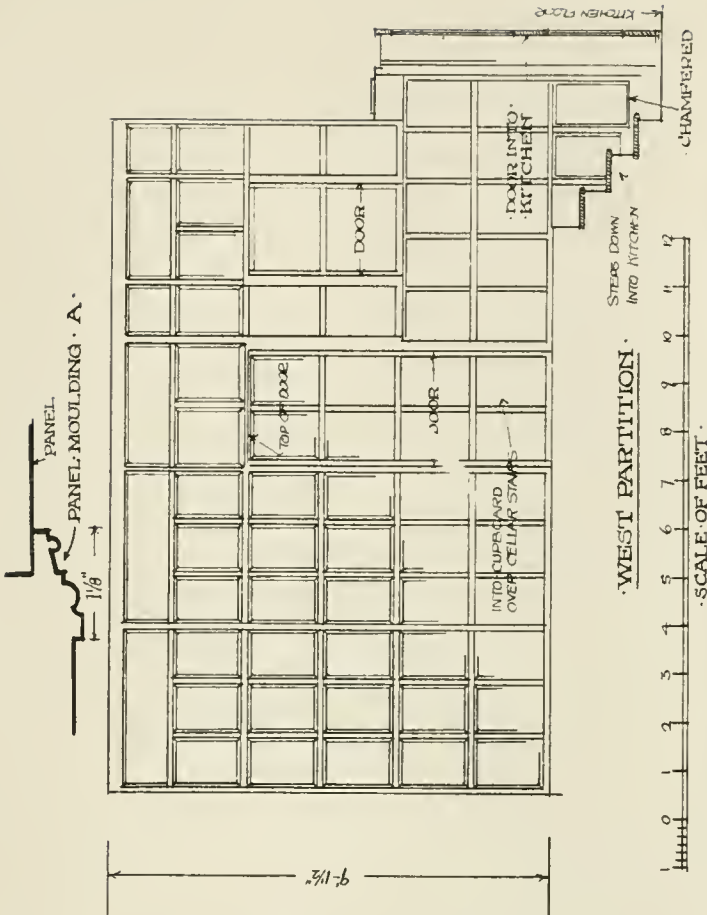 PANEL
PANEL·MOULDING·A·
1 1/8"
9'-1 1/2"
TOP OF DOOR
DOOR
DOOR
INTO CUPBOARD
OVER CELLAR STAIRS
·DOOR INTO·
·KITCHEN·
KITCHEN FLOOR
·CHAMFERED
STEPS DOWN
INTO KITCHEN
7
·WEST PARTITION·
1 0 1 2 3 4 5 6 7 8 9 10 11 12
·SCALE·OF·FEET·